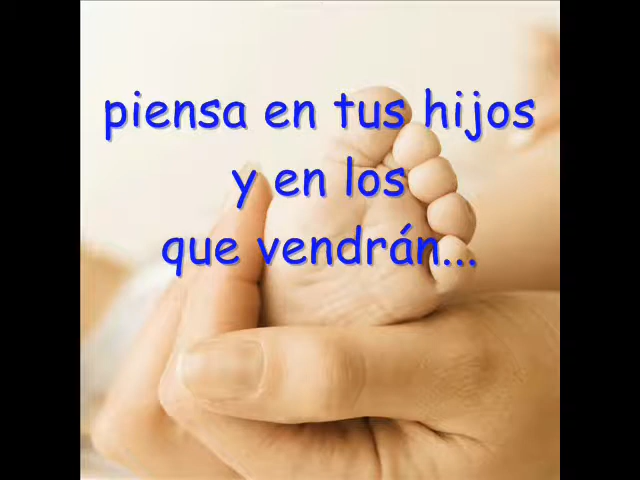 piensa en tus hijos
y en los
que vendrán...